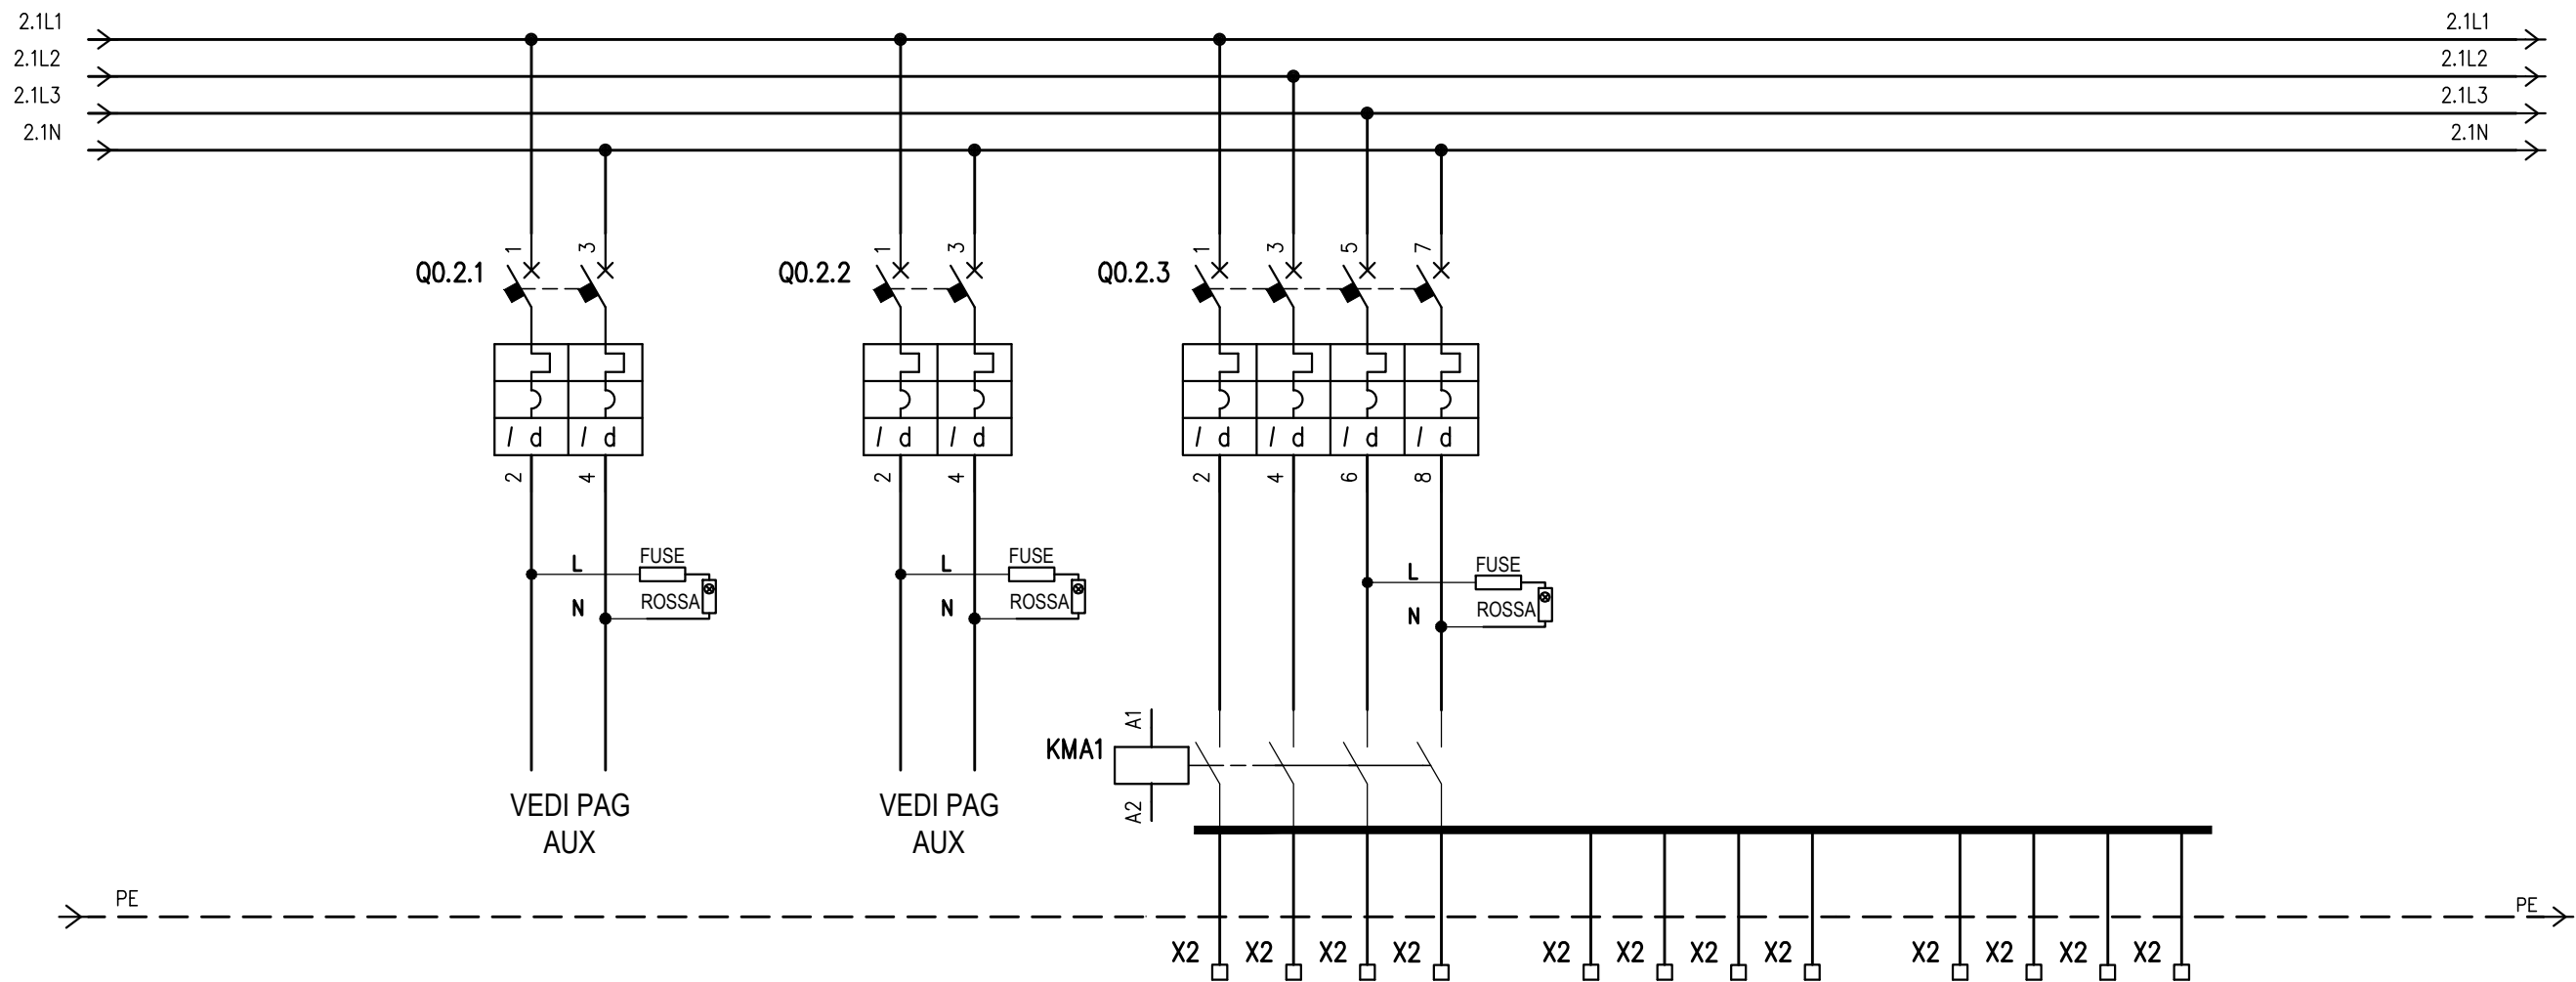 2.1L1 2.1L1
2.1L2 2.1L2
2.1L3 2.1L3
2.1N 2.1N
1 3 1 3 1 3 5 7
Q0.2.1 Q0.2.2 Q0.2.3
I d I d I d I d I d I d I d I d
2 4 2 4 2 4 6 8
L FUSE L FUSE L FUSE
N ROSSA N ROSSA N ROSSA
A1
KMA1
A2
VEDI PAG VEDI PAG
AUX AUX
PE PE
X2 X2 X2 X2 X2 X2 X2 X2 X2 X2 X2 X2